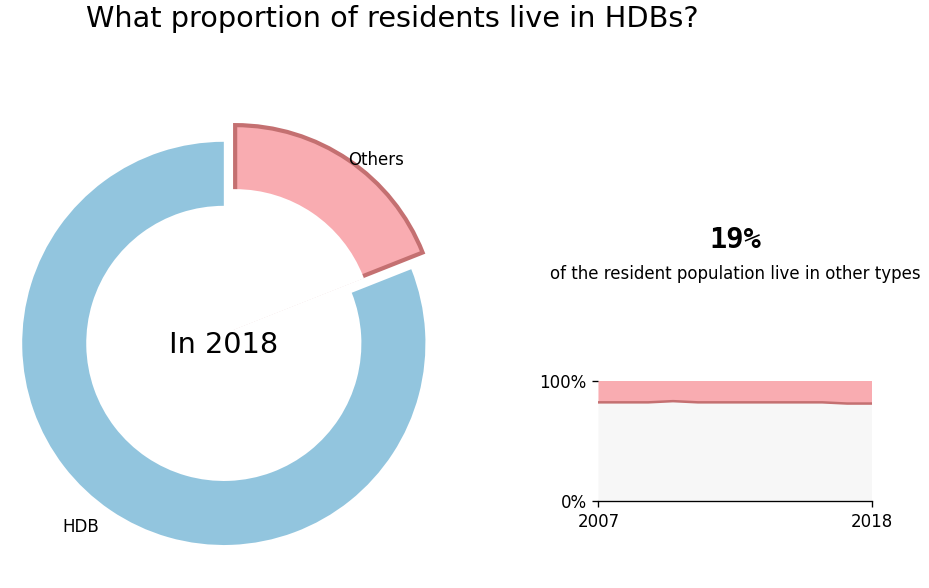 What proportion of residents live in HDBs?
Others
19%
of the resident population live in other types
In 2018
100%
0%
2007
2018
HDB